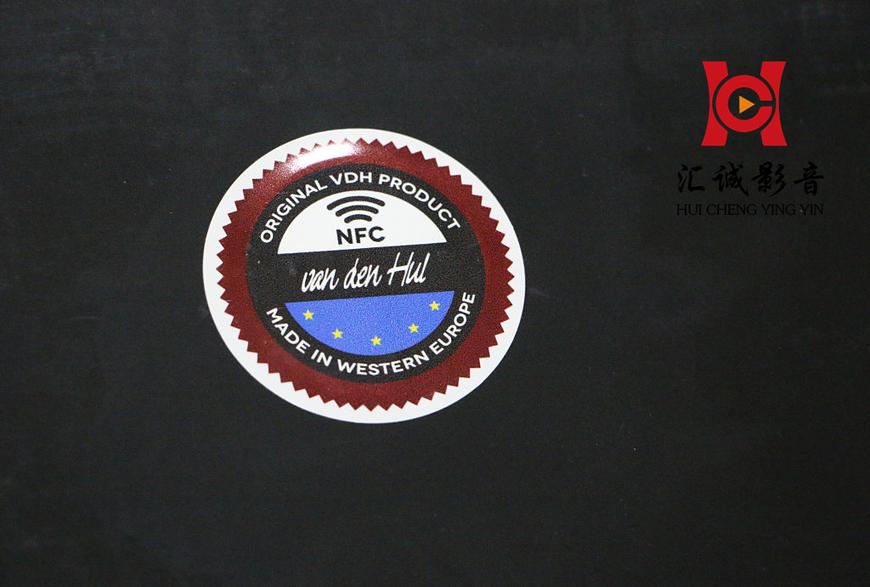 ORIGINAL VDH PRODUCT
NFC
van den Hul
MADE IN WESTERN EUROPE
汇诚影音
HUI CHENG YING YIN